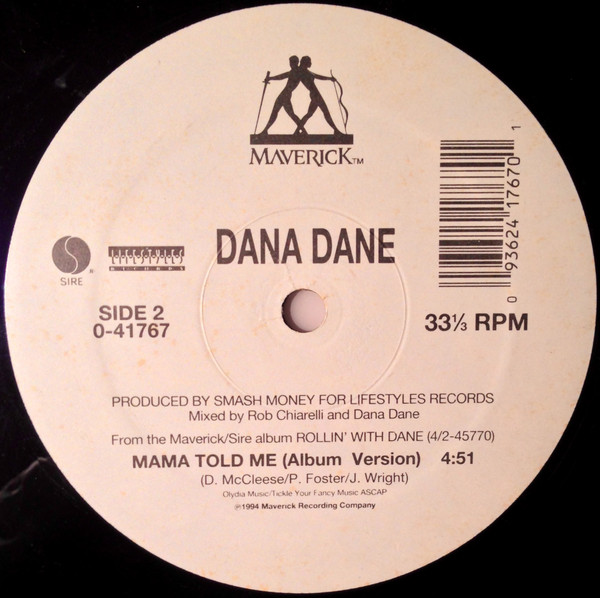 MAVERICK™
DANA DANE
SIRE
®
LIFESTYLES
RECORDS
SIDE 2
0-41767
0 93624 17670 1
33⅓ RPM
PRODUCED BY SMASH MONEY FOR LIFESTYLES RECORDS
Mixed by Rob Chiarelli and Dana Dane
From the Maverick/Sire album ROLLIN' WITH DANE (4/2-45770)
MAMA TOLD ME (Album Version) 4:51
(D. McCleese/P. Foster/J. Wright)
Olydia Music/Tickle Your Fancy Music ASCAP
℗1994 Maverick Recording Company